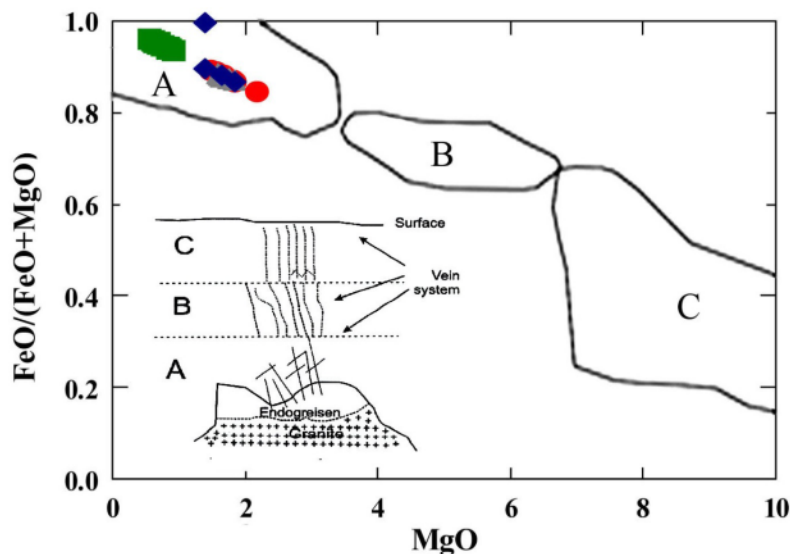 1.0
0.8
0.6
0.4
0.2
0.0
FeO/(FeO+MgO)
A
B
C
Surface
C
Vein
system
B
A
Endogreisen
Granite
0
2
4
6
8
10
MgO